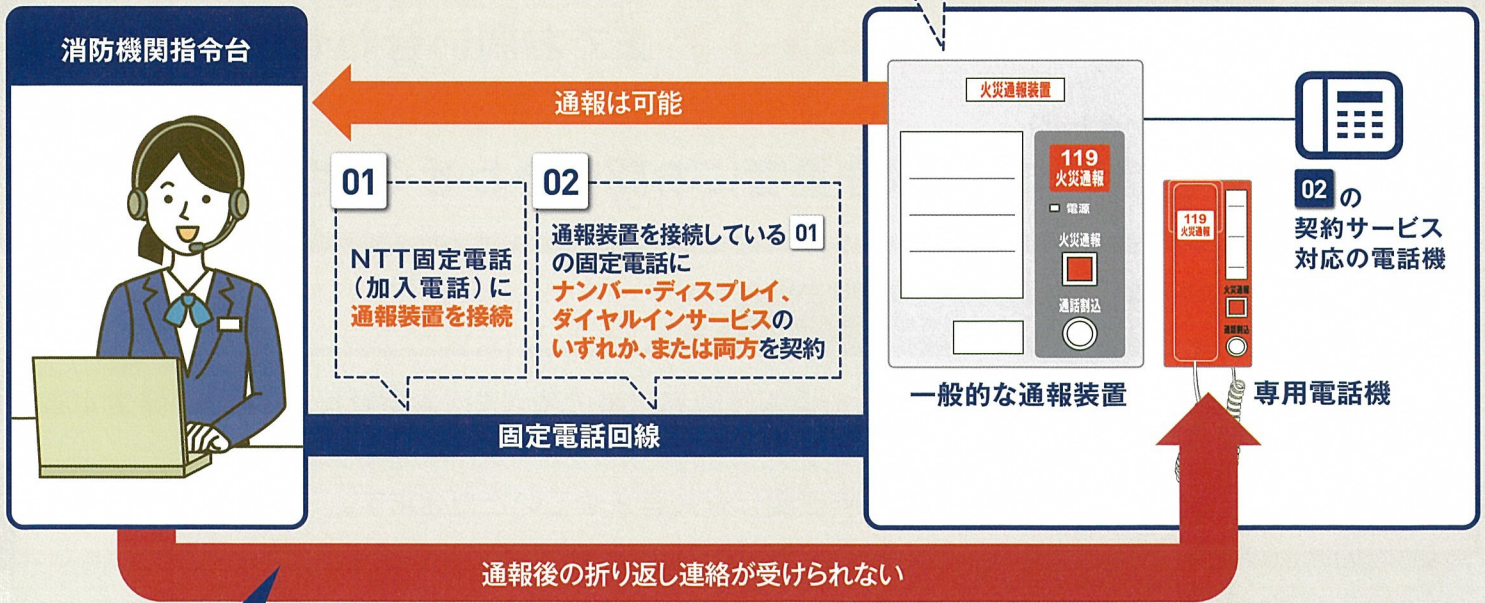 消防機関指令台
通報は可能
01
NTT固定電話
(加入電話)に
通報装置を接続
02
通報装置を接続している 01
の固定電話に
ナンバー・ディスプレイ、
ダイヤルインサービスの
いずれか、または両方を契約
固定電話回線
火災通報装置
119
火災通報
電源
火災通報
通話割込
一般的な通報装置
119
火災通報
火災通報
通話割込
専用電話機
02 の
契約サービス
対応の電話機
通報後の折り返し連絡が受けられない